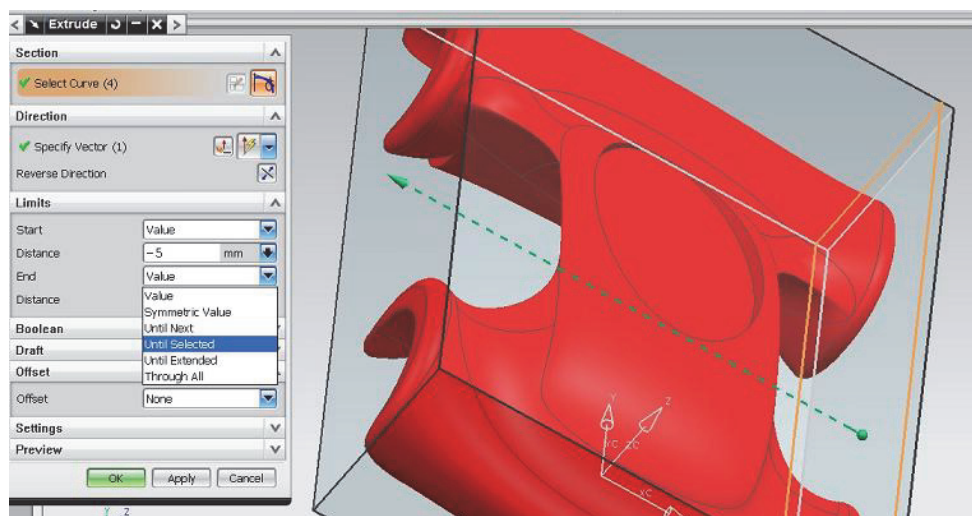 Extrude
Section
Select Curve (4)
Direction
Specify Vector (1)
Reverse Direction
Limits
Start Value
Distance -5 mm
End Value
Distance
Value
Symmetric Value
Until Next
Until Selected
Until Extended
Through All
Boolean
Draft
Offset
Offset None
Settings
Preview
OK Apply Cancel
Y
Z
YC ZC
XC
Y Z